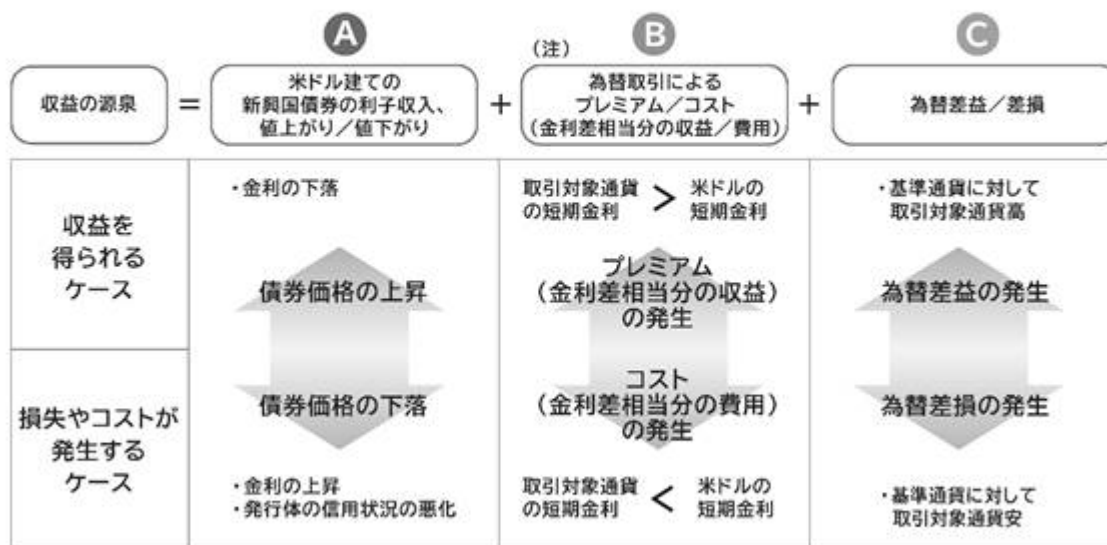 A
(注)
B
C
収益の源泉
=
米ドル建ての
新興国債券の利子収入、
値上がり/値下がり
+
為替取引による
プレミアム/コスト
(金利差相当分の収益/費用)
+
為替差益/差損
収益を
得られる
ケース
・金利の下落
債券価格の上昇
取引対象通貨
の短期金利
>
米ドルの
短期金利
プレミアム
(金利差相当分の収益)
の発生
・基準通貨に対して
取引対象通貨高
為替差益の発生
損失やコストが
発生する
ケース
債券価格の下落
・金利の上昇
・発行体の信用状況の悪化
コスト
(金利差相当分の費用)
の発生
取引対象通貨
の短期金利
<
米ドルの
短期金利
為替差損の発生
・基準通貨に対して
取引対象通貨安